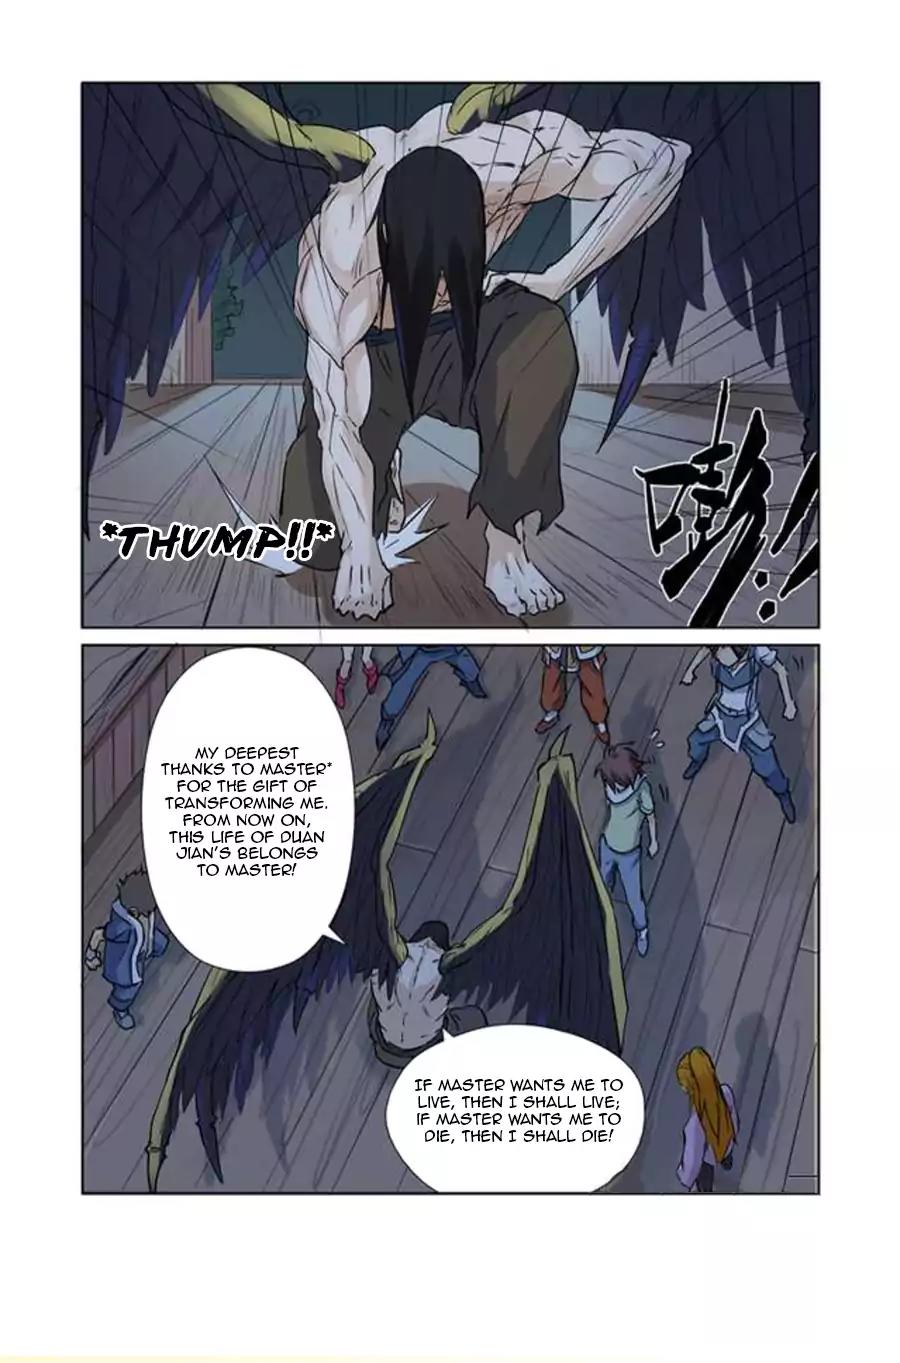 *THUMP!!*
嘭!!
MY DEEPEST
THANKS TO MASTER*
FOR THE GIFT OF
TRANSFORMING ME.
FROM NOW ON,
THIS LIFE OF DUAN
JIAN'S BELONGS
TO MASTER!
IF MASTER WANTS ME TO
LIVE, THEN I SHALL LIVE;
IF MASTER WANTS ME TO
DIE, THEN I SHALL DIE!